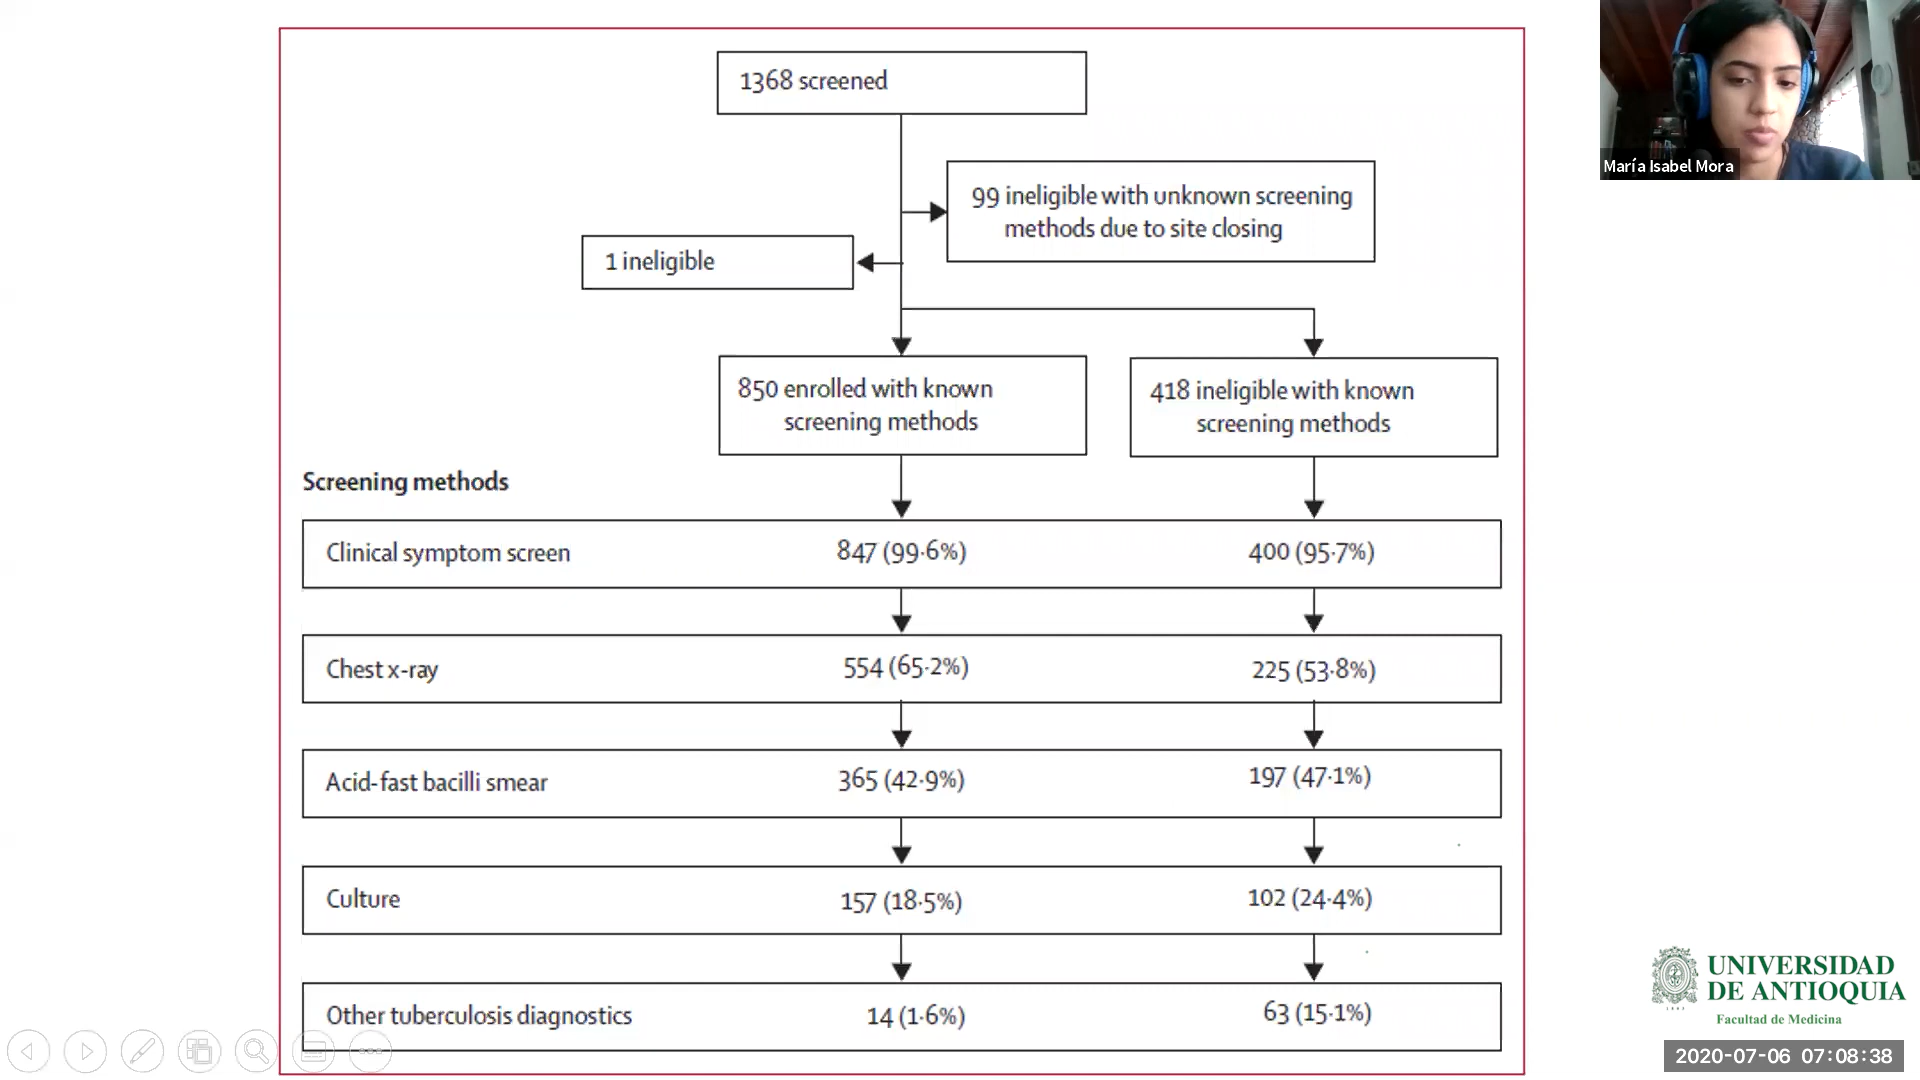 1368 screened
99 ineligible with unknown screening
methods due to site closing
1 ineligible
850 enrolled with known
screening methods
418 ineligible with known
screening methods
Screening methods
Clinical symptom screen 847 (99·6%) 400 (95·7%)
Chest x-ray 554 (65·2%) 225 (53·8%)
Acid-fast bacilli smear 365 (42·9%) 197 (47·1%)
Culture 157 (18·5%) 102 (24·4%)
Other tuberculosis diagnostics 14 (1·6%) 63 (15·1%)
María Isabel Mora
UNIVERSIDAD
DE ANTIOQUIA
Facultad de Medicina
2020-07-06 07:08:38